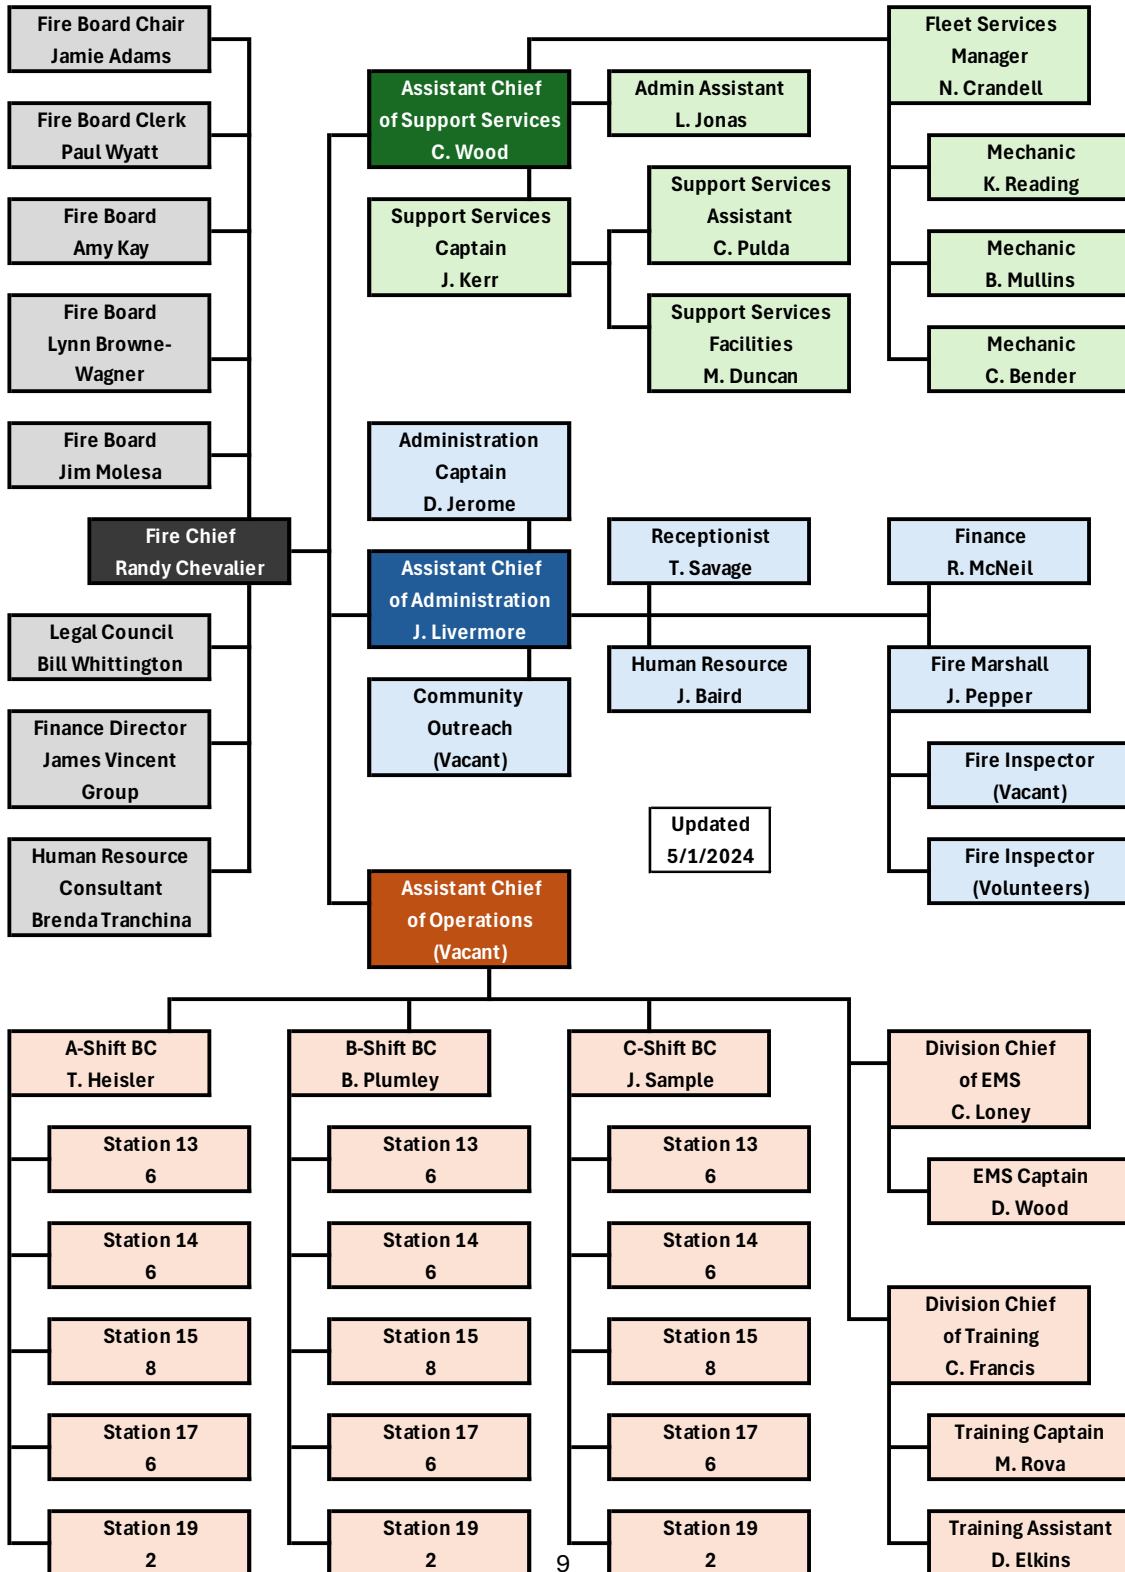 Fire Board Chair
Jamie Adams
Fire Board Clerk
Paul Wyatt
Fire Board
Amy Kay
Fire Board
Lynn Browne-
Wagner
Fire Board
Jim Molesa
Fire Chief
Randy Chevalier
Legal Council
Bill Whittington
Finance Director
James Vincent
Group
Human Resource
Consultant
Brenda Tranchina
Assistant Chief
of Support Services
C. Wood
Admin Assistant
L. Jonas
Support Services
Captain
J. Kerr
Support Services
Assistant
C. Pulda
Support Services
Facilities
M. Duncan
Fleet Services
Manager
N. Crandell
Mechanic
K. Reading
Mechanic
B. Mullins
Mechanic
C. Bender
Administration
Captain
D. Jerome
Assistant Chief
of Administration
J. Livermore
Community
Outreach
(Vacant)
Receptionist
T. Savage
Human Resource
J. Baird
Finance
R. McNeil
Fire Marshall
J. Pepper
Fire Inspector
(Vacant)
Fire Inspector
(Volunteers)
Updated
5/1/2024
Assistant Chief
of Operations
(Vacant)
A-Shift BC
T. Heisler
Station 13
6
Station 14
6
Station 15
8
Station 17
6
Station 19
2
B-Shift BC
B. Plumley
Station 13
6
Station 14
6
Station 15
8
Station 17
6
Station 19
2
C-Shift BC
J. Sample
Station 13
6
Station 14
6
Station 15
8
Station 17
6
Station 19
2
Division Chief
of EMS
C. Loney
EMS Captain
D. Wood
Division Chief
of Training
C. Francis
Training Captain
M. Rova
Training Assistant
D. Elkins
9